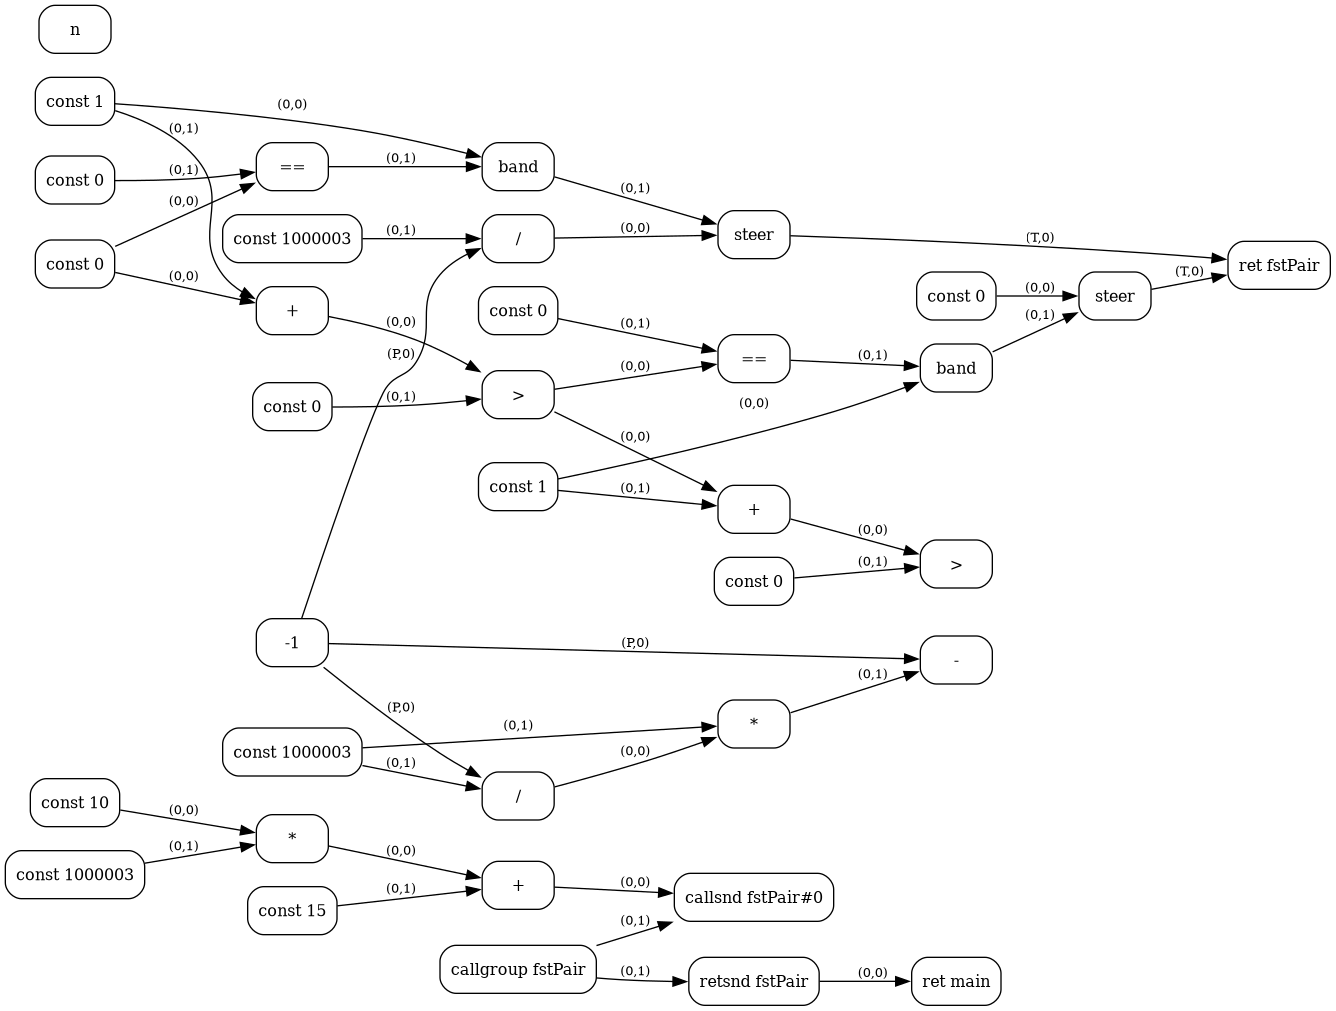 n
const 1
(0,0)
(0,1)
const 0
(0,1)
==
(0,1)
band
(0,0)
(0,1)
const 1000003
(0,1)
/
(0,0)
steer
(T,0)
ret fstPair
const 0
(0,0)
+
(0,0)
const 0
(0,1)
==
(0,1)
band
const 0
(0,0)
steer
(T,0)
(0,1)
(P,0)
const 0
(0,1)
>
(0,0)
(0,0)
(0,0)
const 1
(0,1)
+
(0,0)
const 0
(0,1)
>
-1
(P,0)
-
(P,0)
const 1000003
(0,1)
(0,1)
*
(0,1)
/
(0,0)
const 10
(0,0)
*
(0,0)
const 1000003
(0,1)
const 15
(0,1)
+
(0,0)
callsnd fstPair#0
(0,1)
callgroup fstPair
(0,1)
retsnd fstPair
(0,0)
ret main